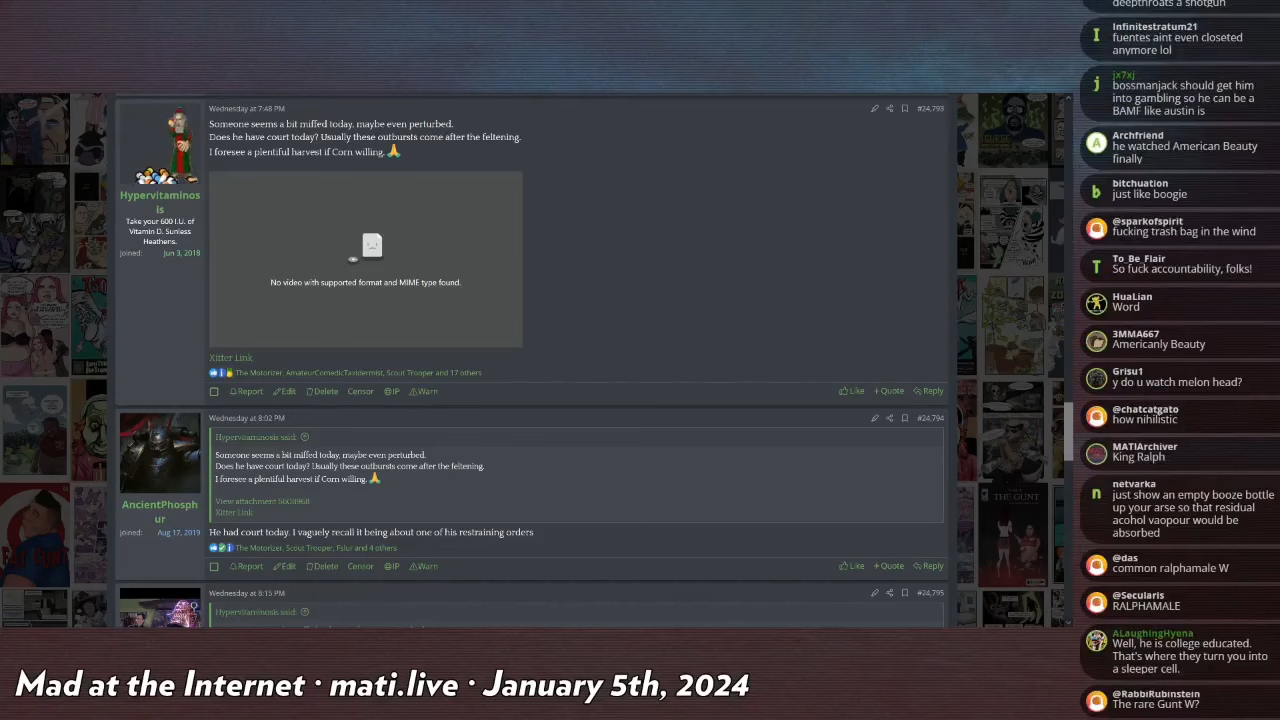 Wednesday at 7:48 PM
#24,793
Someone seems a bit miffed today, maybe even perturbed.
Does he have court today? Usually these outbursts come after the feltening.
I foresee a plentiful harvest if Corn willing. 🙏
Hypervitaminos
is
Take your 600 I.U. of
Vitamin D. Sunless
Heathens.
Joined: Jun 3, 2018
No video with supported format and MIME type found.
Xitter Link
The Motorizer, AmateurComedicTaxidermist, Scout Trooper and 17 others
Report Edit Delete Censor IP Warn
Like + Quote Reply
Wednesday at 8:02 PM
#24,794
Hypervitaminosis said:
Someone seems a bit miffed today, maybe even perturbed.
Does he have court today? Usually these outbursts come after the feltening.
I foresee a plentiful harvest if Corn willing. 🙏
View attachment 5608968
Xitter Link
AncientPhosph
ur
Joined: Aug 17, 2019
He had court today. I vaguely recall it being about one of his restraining orders
The Motorizer, Scout Trooper, Fslur and 4 others
Report Edit Delete Censor IP Warn
Like + Quote Reply
Wednesday at 8:15 PM
#24,795
Hypervitaminosis said:
THE GUNT
Mad at the Internet · mati.live · January 5th, 2024
deepthroats a shotgun
Infinitestratum21
fuentes aint even closeted
anymore lol
jx7xj
bossmanjack should get him
into gambling so he can be a
BAMF like austin is
Archfriend
he watched American Beauty
finally
bitchuation
just like boogie
@sparkofspirit
fucking trash bag in the wind
To_Be_Flair
So fuck accountability, folks!
HuaLian
Word
3MMA667
Americanly Beauty
Grisu1
y do u watch melon head?
@chatcatgato
how nihilistic
MATIArchiver
King Ralph
netvarka
just show an empty booze bottle
up your arse so that residual
acohol vaopour would be
absorbed
@das
common ralphamale W
@Secularis
RALPHAMALE
ALaughingHyena
Well, he is college educated.
That's where they turn you into
a sleeper cell.
@RabbiRubinstein
The rare Gunt W?